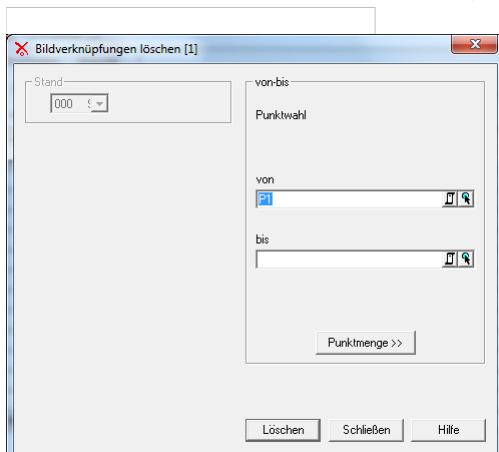 Bildverknüpfungen löschen [1]
Stand
000
von-bis
Punktwahl
von
P1
bis
Punktmenge >>
Löschen
Schließen
Hilfe